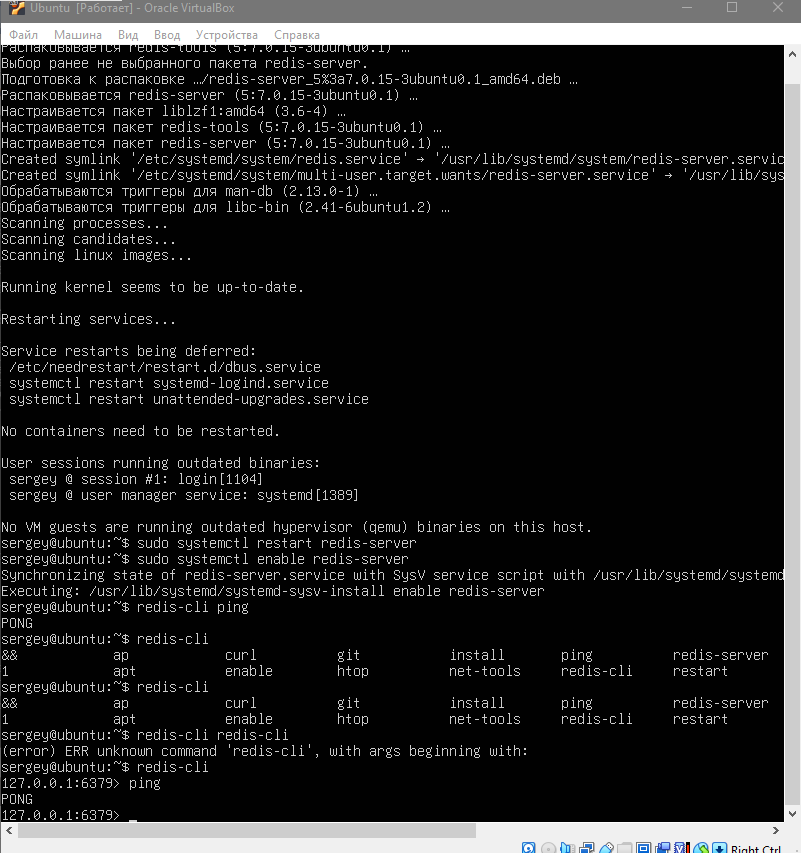 Ubuntu [Работает] - Oracle VirtualBox
Файл Машина Вид Ввод Устройства Справка
Распаковывается redis-tools (5:7.0.15-3ubuntu0.1) …
Выбор ранее не выбранного пакета redis-server.
Подготовка к распаковке …/redis-server_5%3a7.0.15-3ubuntu0.1_amd64.deb …
Распаковывается redis-server (5:7.0.15-3ubuntu0.1) …
Настраивается пакет liblzf1:amd64 (3.6-4) …
Настраивается пакет redis-tools (5:7.0.15-3ubuntu0.1) …
Настраивается пакет redis-server (5:7.0.15-3ubuntu0.1) …
Created symlink '/etc/systemd/system/redis.service' → '/usr/lib/systemd/system/redis-server.servic
Created symlink '/etc/systemd/system/multi-user.target.wants/redis-server.service' → '/usr/lib/sys
Обрабатываются триггеры для man-db (2.13.0-1) …
Обрабатываются триггеры для libc-bin (2.41-6ubuntu1.2) …
Scanning processes...
Scanning candidates...
Scanning linux images...
Running kernel seems to be up-to-date.
Restarting services...
Service restarts being deferred:
/etc/needrestart/restart.d/dbus.service
systemctl restart systemd-logind.service
systemctl restart unattended-upgrades.service
No containers need to be restarted.
User sessions running outdated binaries:
sergey @ session #1: login[1104]
sergey @ user manager service: systemd[1389]
No VM guests are running outdated hypervisor (qemu) binaries on this host.
sergey@ubuntu:~$ sudo systemctl restart redis-server
sergey@ubuntu:~$ sudo systemctl enable redis-server
Synchronizing state of redis-server.service with SysV service script with /usr/lib/systemd/systemd
Executing: /usr/lib/systemd/systemd-sysv-install enable redis-server
sergey@ubuntu:~$ redis-cli ping
PONG
sergey@ubuntu:~$ redis-cli
&& ap curl git install ping redis-server
1 apt enable htop net-tools redis-cli restart
sergey@ubuntu:~$ redis-cli
&& ap curl git install ping redis-server
1 apt enable htop net-tools redis-cli restart
sergey@ubuntu:~$ redis-cli redis-cli
(error) ERR unknown command 'redis-cli', with args beginning with:
sergey@ubuntu:~$ redis-cli
127.0.0.1:6379> ping
PONG
127.0.0.1:6379> _
Right Ctrl